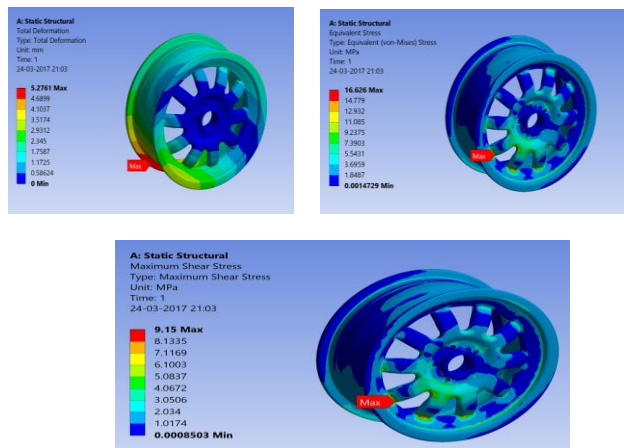 A: Static Structural
Total Deformation
Type: Total Deformation
Unit: mm
Time: 1
24-03-2017 21:03
5.2761 Max
4.6899
4.1037
3.5174
2.9312
2.345
1.7587
1.1725
0.58624
0 Min
Max
A: Static Structural
Equivalent Stress
Type: Equivalent (von-Mises) Stress
Unit: MPa
Time: 1
24-03-2017 21:03
16.626 Max
14.779
12.932
11.085
9.2375
7.3903
5.5431
3.6959
1.8487
0.0014729 Min
Max
A: Static Structural
Maximum Shear Stress
Type: Maximum Shear Stress
Unit: MPa
Time: 1
24-03-2017 21:03
9.15 Max
8.1335
7.1169
6.1003
5.0837
4.0672
3.0506
2.034
1.0174
0.0008503 Min
Max